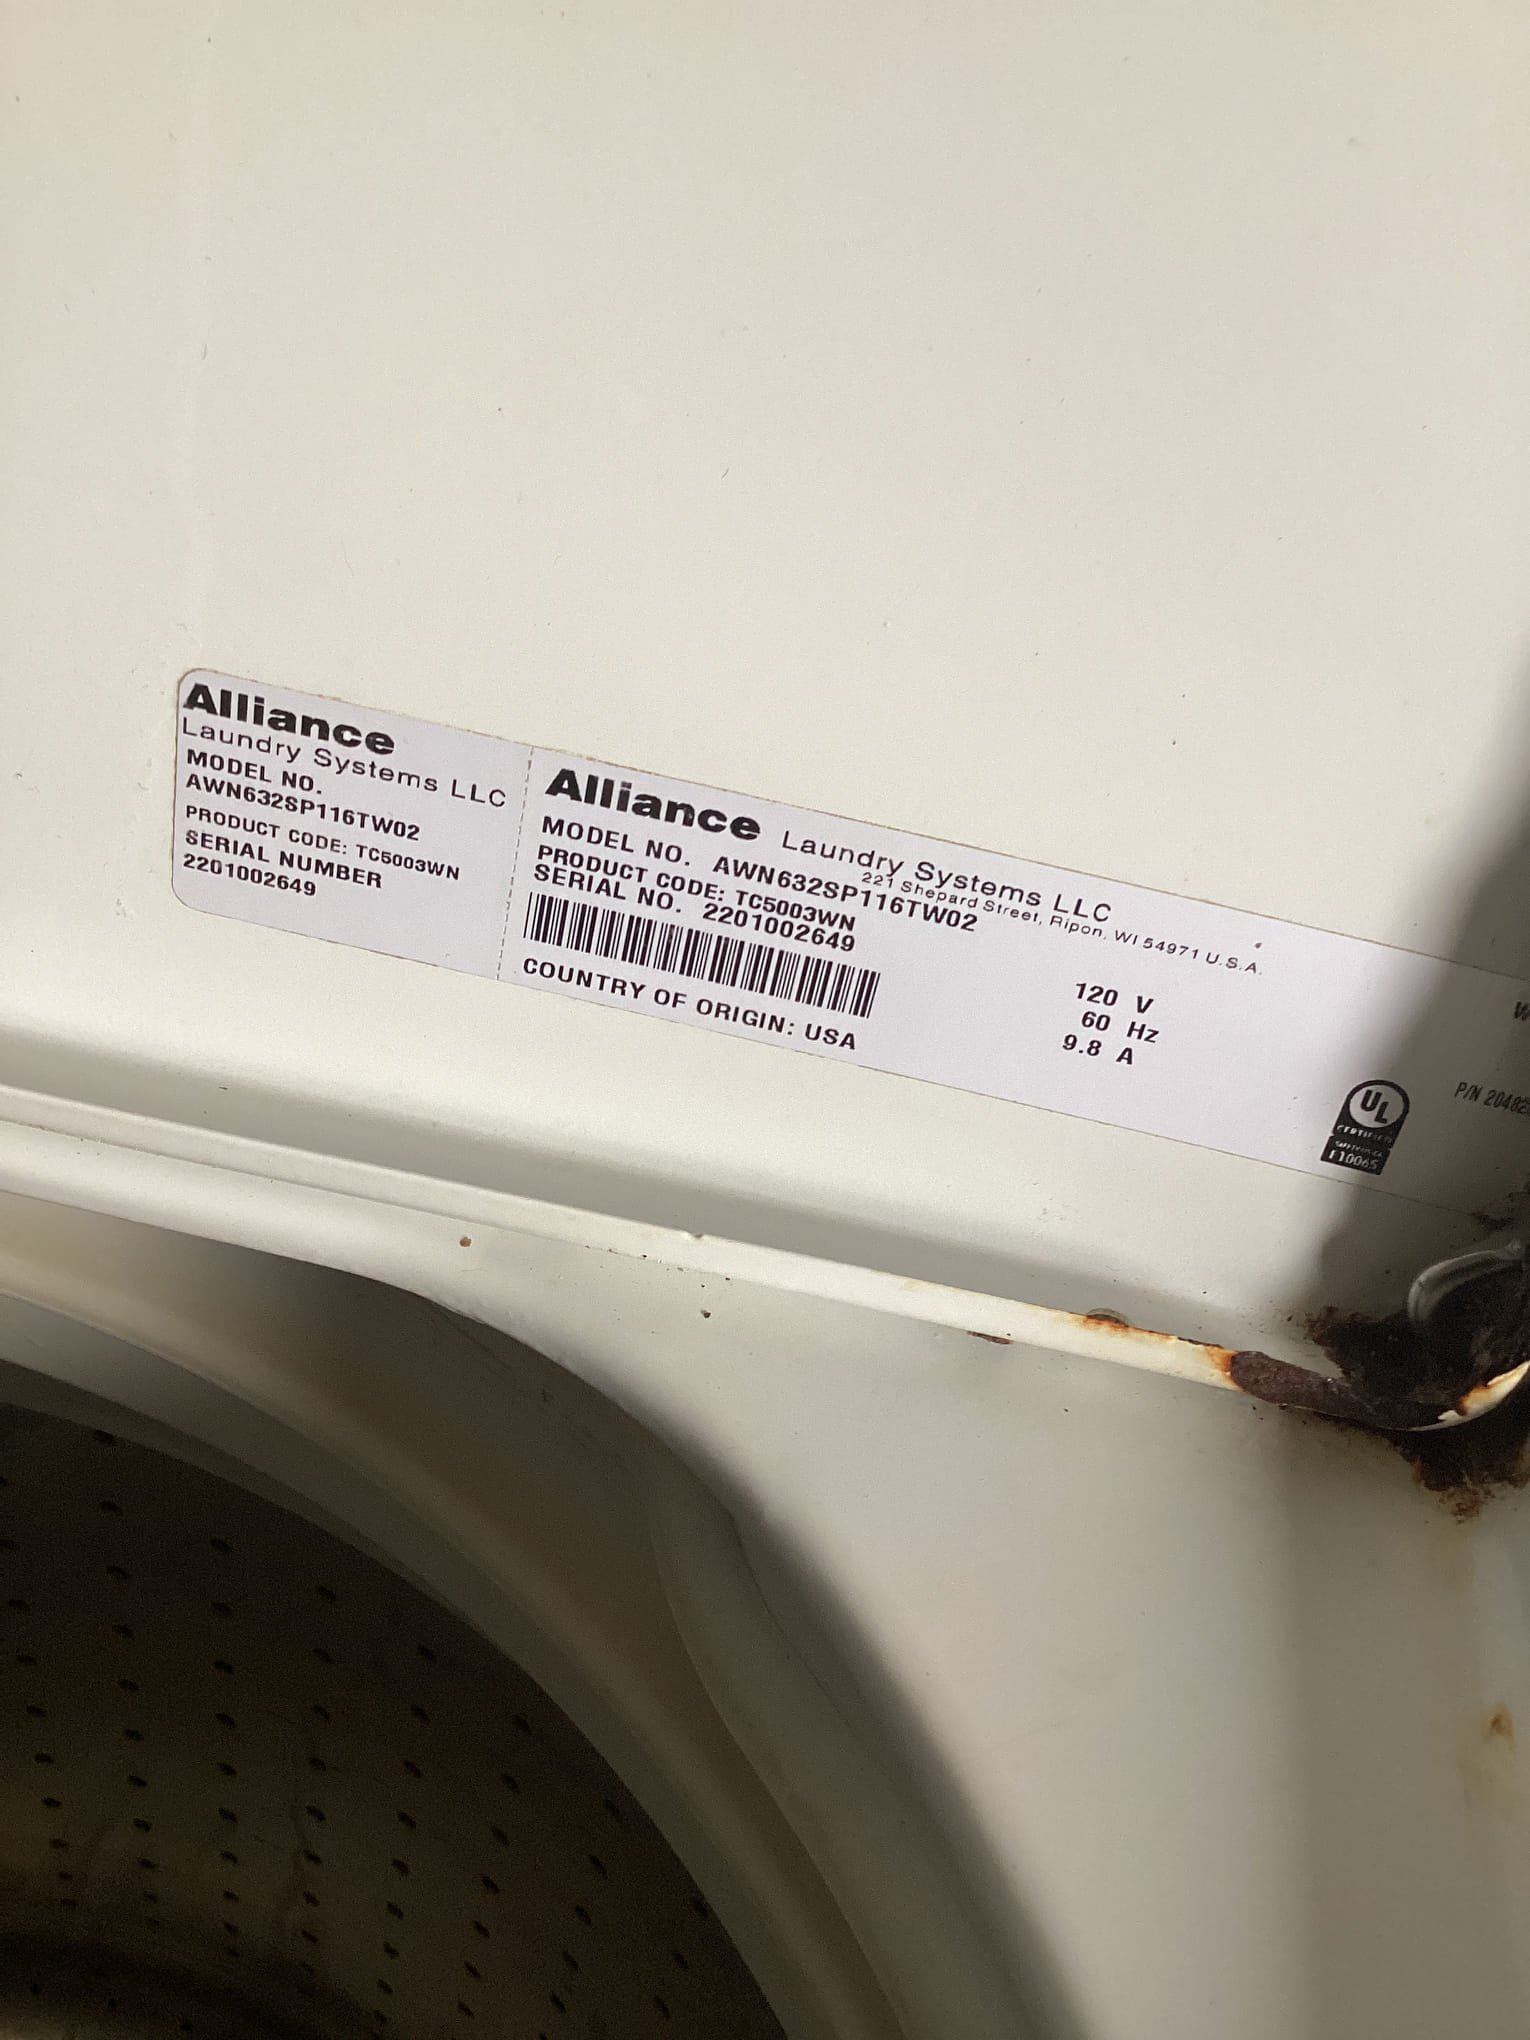 Alliance
Laundry Systems LLC
MODEL NO.
AWN632SP116TW02
PRODUCT CODE: TC5003WN
SERIAL NUMBER
2201002649
Alliance Laundry Systems LLC
221 Shepard Street, Ripon, WI 54971 U.S.A.
MODEL NO. AWN632SP116TW02
PRODUCT CODE: TC5003WN
SERIAL NO. 2201002649
COUNTRY OF ORIGIN: USA
120 V
60 Hz
9.8 A
UL
CERTIFIED
P/N